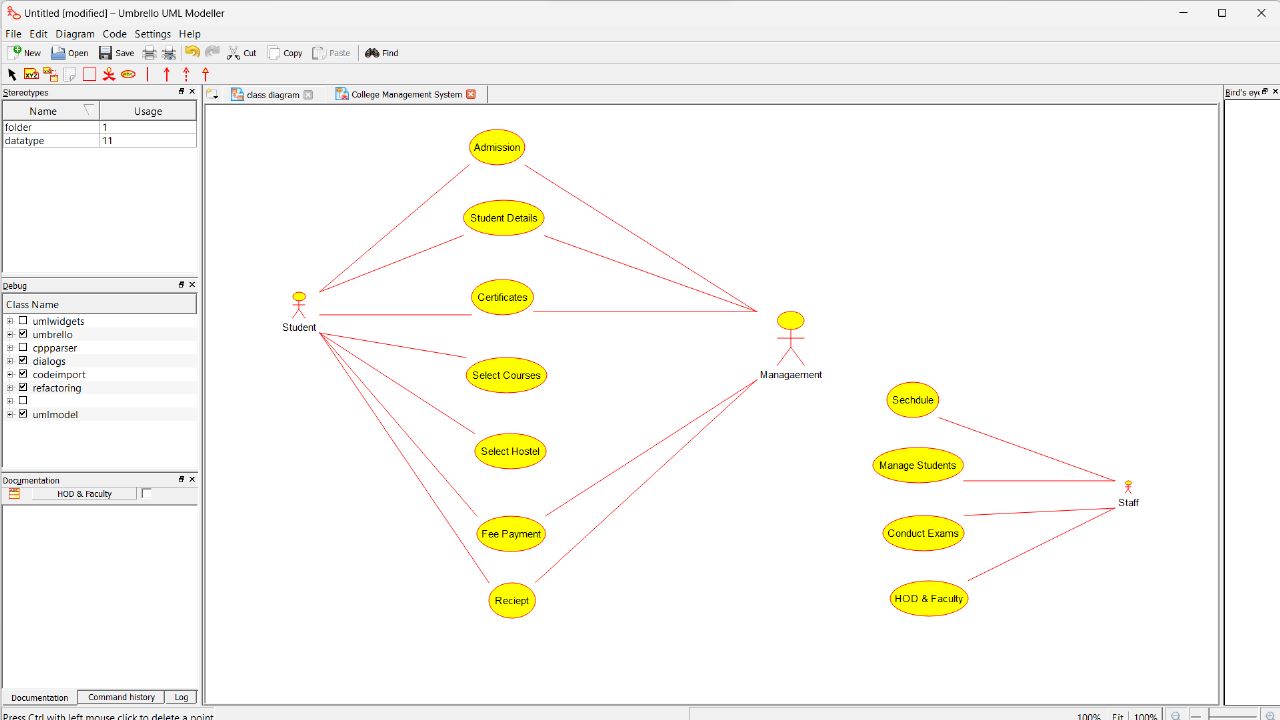 Untitled [modified] – Umbrello UML Modeller
File Edit Diagram Code Settings Help
New Open Save Cut Copy Paste Find
XYZ
Stereotypes
Name Usage
folder 1
datatype 11
Debug
Class Name
umlwidgets
umbrello
cppparser
dialogs
codeimport
refactoring
umlmodel
Documentation
HOD & Faculty
Documentation Command history Log
Press Ctrl with left mouse click to delete a point
class diagram College Management System
Admission
Student Details
Certificates
Student
Select Courses
Select Hostel
Fee Payment
Reciept
Managaement
Sechdule
Manage Students
Staff
Conduct Exams
HOD & Faculty
Bird's eye
100% Fit 100%